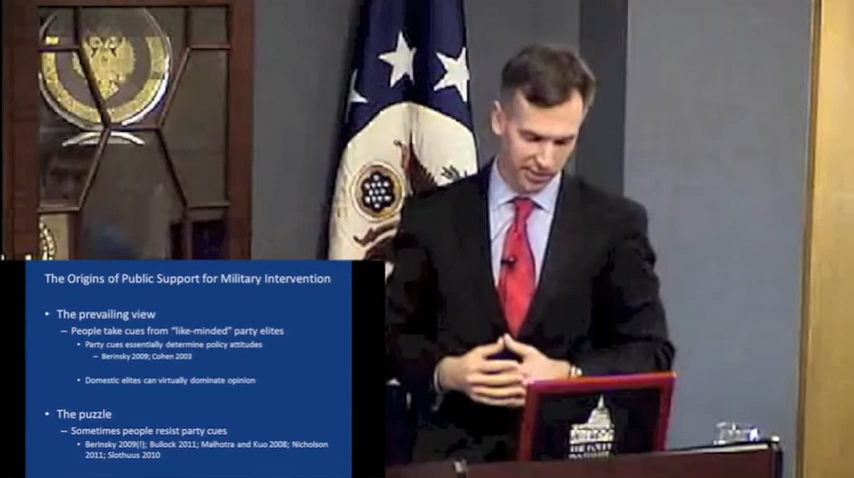 The Origins of Public Support for Military Intervention
• The prevailing view
– People take cues from "like-minded" party elites
• Party cues essentially determine policy attitudes
– Berinsky 2009; Cohen 2003
• Domestic elites can virtually dominate opinion
• The puzzle
– Sometimes people resist party cues
• Berinsky 2009(!); Bullock 2011; Malhotra and Kuo 2008; Nicholson
2011; Slothuus 2010